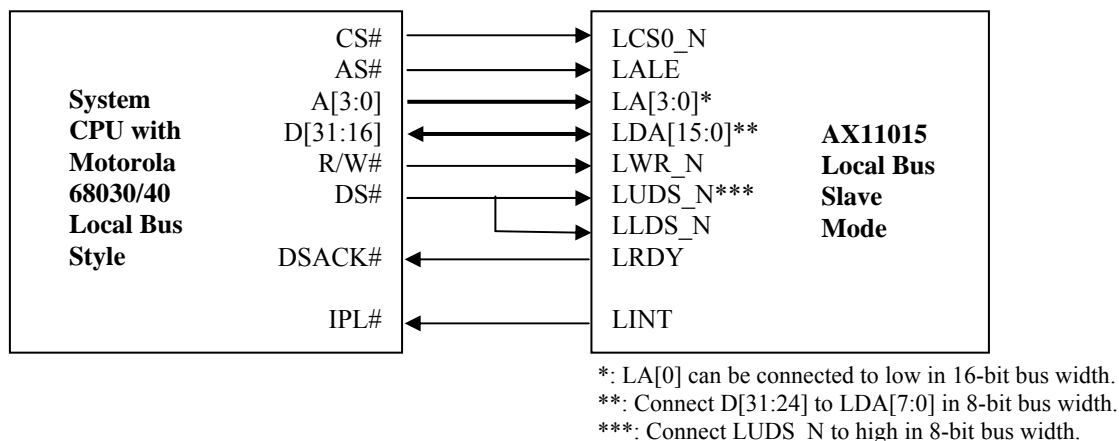 CS# LCS0_N
AS# LALE
System A[3:0] LA[3:0]*
CPU with D[31:16] LDA[15:0]** AX11015
Motorola R/W# LWR_N Local Bus
68030/40 DS# LUDS_N*** Slave
Local Bus LLDS_N Mode
Style DSACK# LRDY
IPL# LINT
*: LA[0] can be connected to low in 16-bit bus width.
**: Connect D[31:24] to LDA[7:0] in 8-bit bus width.
***: Connect LUDS_N to high in 8-bit bus width.